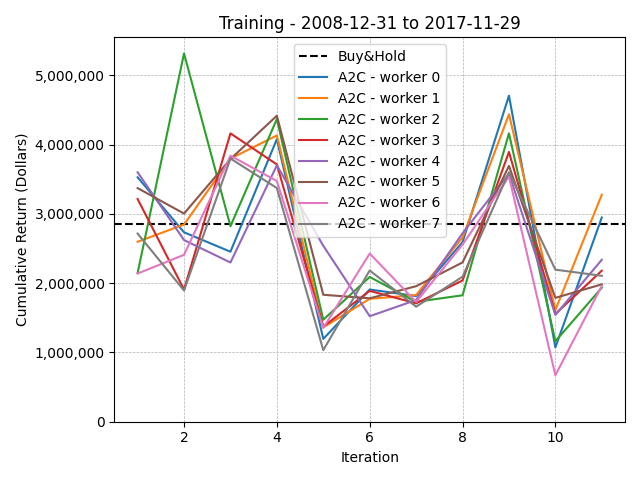 Training - 2008-12-31 to 2017-11-29
Cumulative Return (Dollars)
5,000,000
4,000,000
3,000,000
2,000,000
1,000,000
0
Buy&Hold
A2C - worker 0
A2C - worker 1
A2C - worker 2
A2C - worker 3
A2C - worker 4
A2C - worker 5
A2C - worker 6
A2C - worker 7
2 4 6 8 10
Iteration